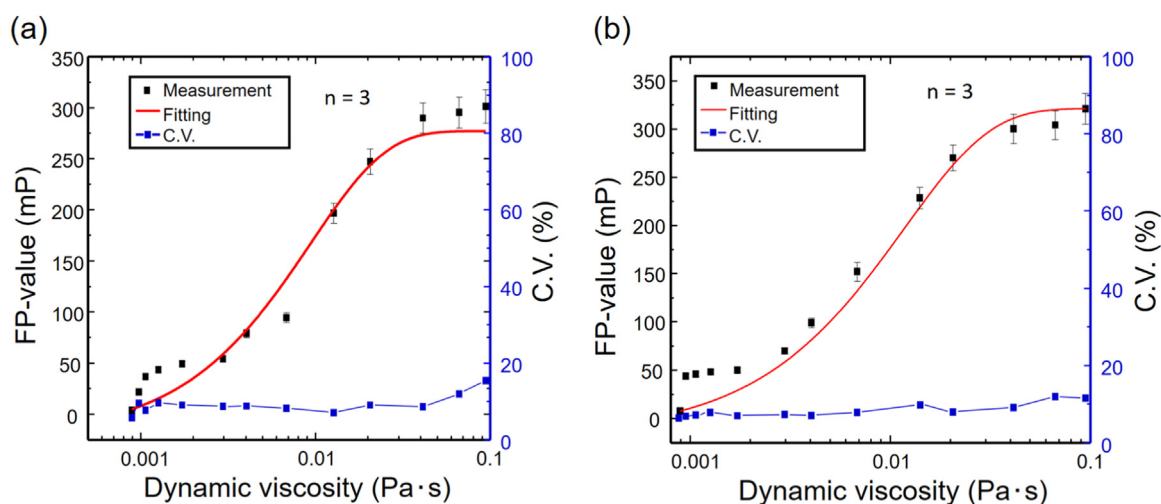 (a)
350
300
250
200
150
100
50
0
FP-value (mP)
Measurement
Fitting
C.V.
n = 3
100
80
60
40
20
0
C.V. (%)
0.001
0.01
0.1
Dynamic viscosity (Pa·s)
(b)
350
300
250
200
150
100
50
0
FP-value (mP)
Measurement
Fitting
C.V.
n = 3
100
80
60
40
20
0
C.V. (%)
0.001
0.01
0.1
Dynamic viscosity (Pa·s)